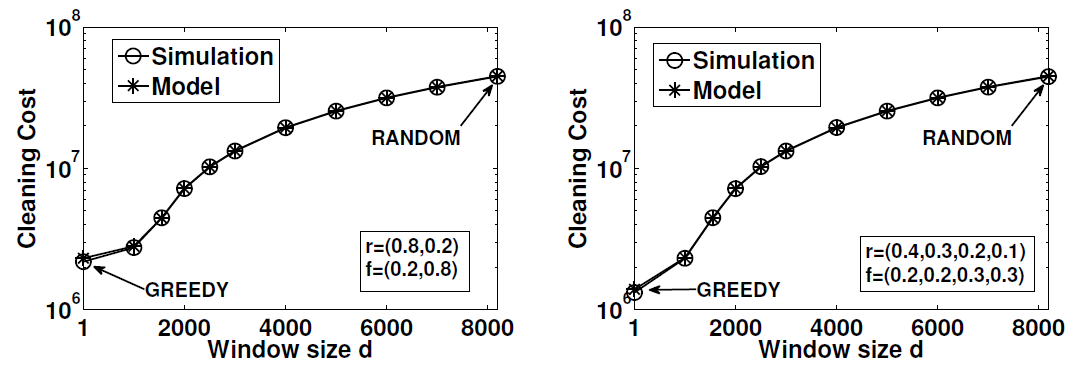 10^8
Simulation
Model
10^7
RANDOM
r=(0.8,0.2)
f=(0.2,0.8)
GREEDY
10^6
Cleaning Cost
1 2000 4000 6000 8000
Window size d
10^8
Simulation
Model
10^7
RANDOM
r=(0.4,0.3,0.2,0.1)
f=(0.2,0.2,0.3,0.3)
GREEDY
10^6
Cleaning Cost
1 2000 4000 6000 8000
Window size d